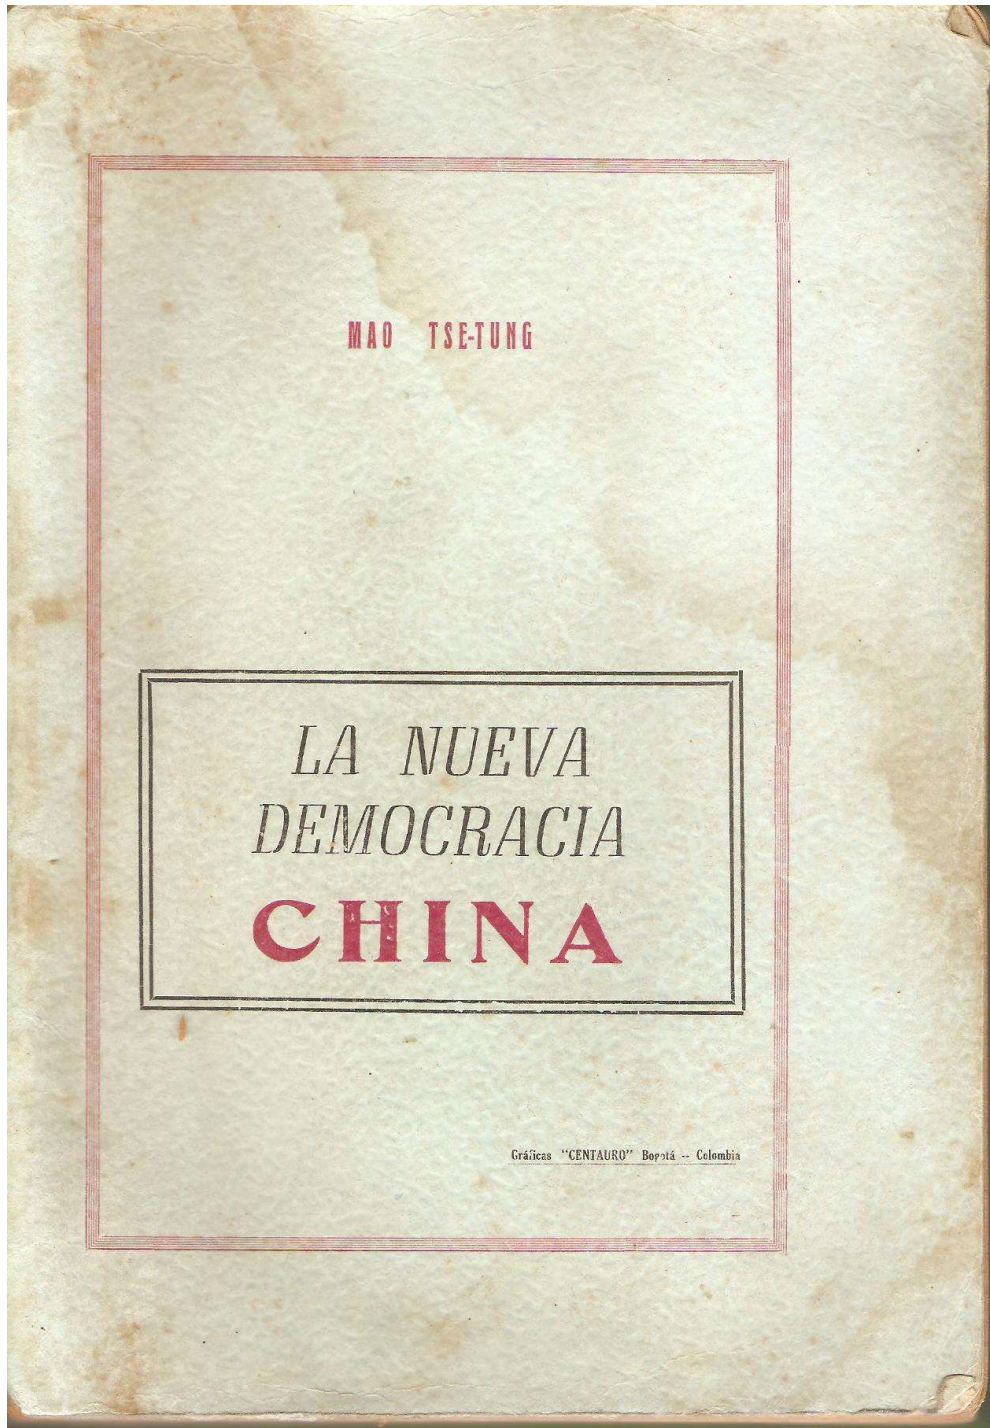 MAO TSE-TUNG
LA NUEVA
DEMOCRACIA
CHINA
Gráficas "CENTAURO" Bogotá -- Colombia